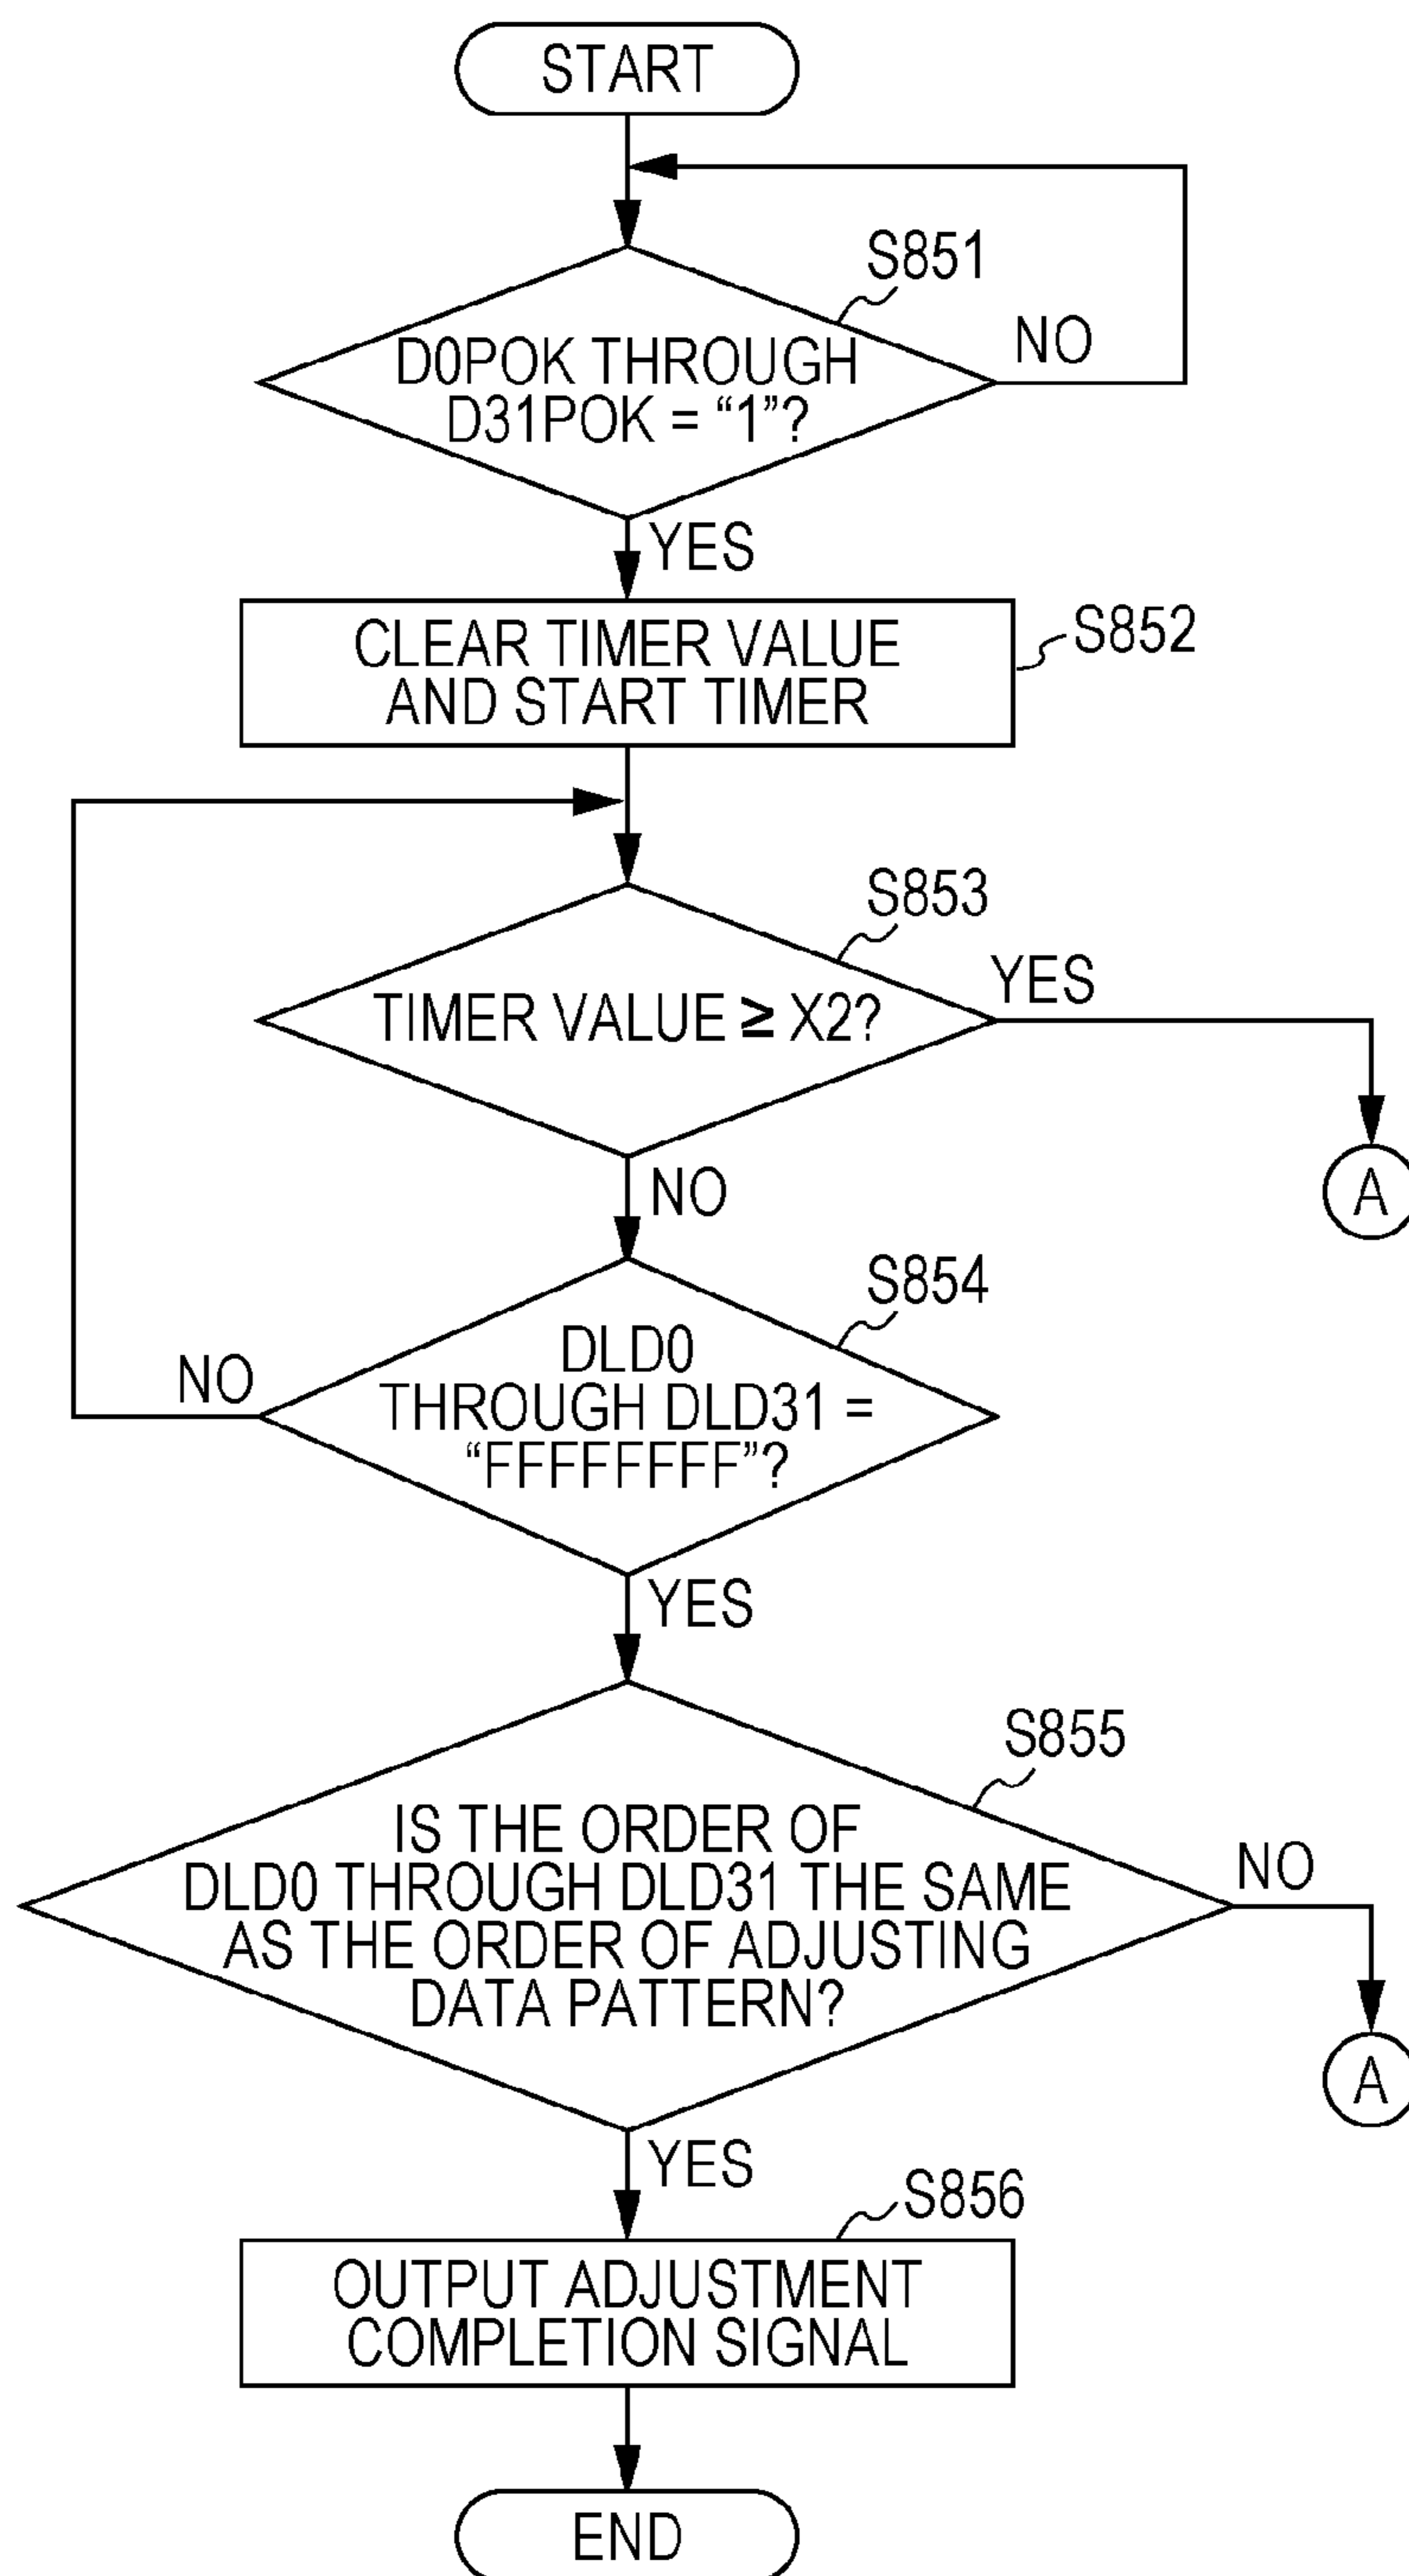 START
S851
D0POK THROUGH
D31POK = “1”?
NO
YES
CLEAR TIMER VALUE
AND START TIMER
S852
S853
TIMER VALUE ≥ X2?
YES
A
NO
S854
DLD0
THROUGH DLD31 =
“FFFFFFFF”?
NO
YES
S855
IS THE ORDER OF
DLD0 THROUGH DLD31 THE SAME
AS THE ORDER OF ADJUSTING
DATA PATTERN?
NO
A
YES
S856
OUTPUT ADJUSTMENT
COMPLETION SIGNAL
END